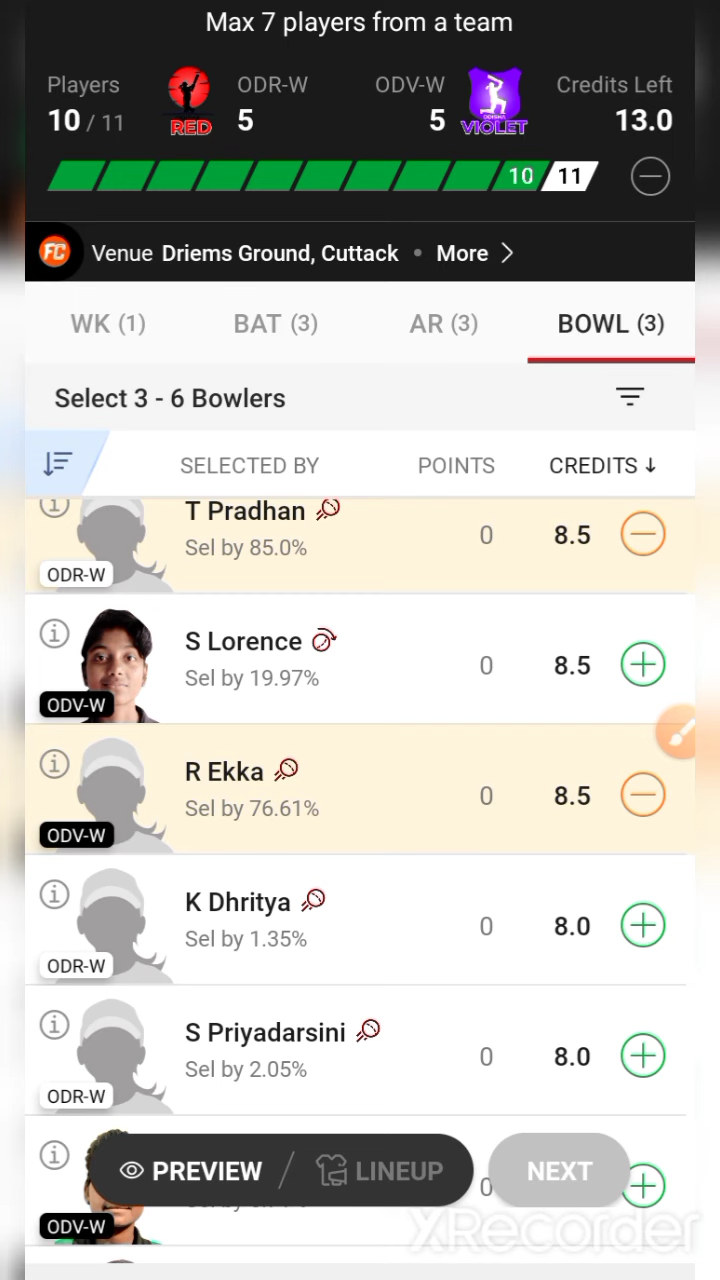 Max 7 players from a team
Players ODR-W ODV-W Credits Left
10 / 11 RED 5 5 ODISHA VIOLET 13.0
10 11
FC Venue Driems Ground, Cuttack • More >
WK (1) BAT (3) AR (3) BOWL (3)
Select 3 - 6 Bowlers
SELECTED BY POINTS CREDITS ↓
T Pradhan
Sel by 85.0% 0 8.5
ODR-W
S Lorence
Sel by 19.97% 0 8.5
ODV-W
R Ekka
Sel by 76.61% 0 8.5
ODV-W
K Dhritya
Sel by 1.35% 0 8.0
ODR-W
S Priyadarsini
Sel by 2.05% 0 8.0
ODR-W
PREVIEW / LINEUP 0 NEXT
ODV-W
XRecorder